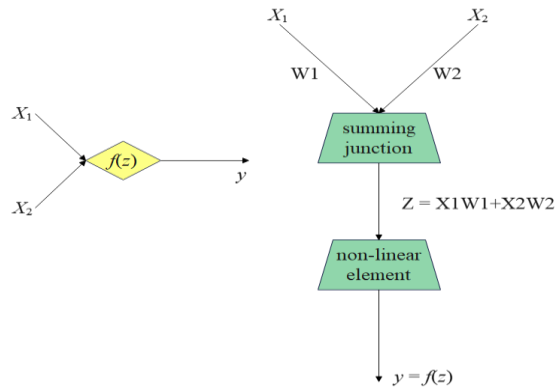 X₁
X₂
f(z)
y
X₁
X₂
W1
W2
summing
junction
Z = X1W1+X2W2
non-linear
element
y = f(z)